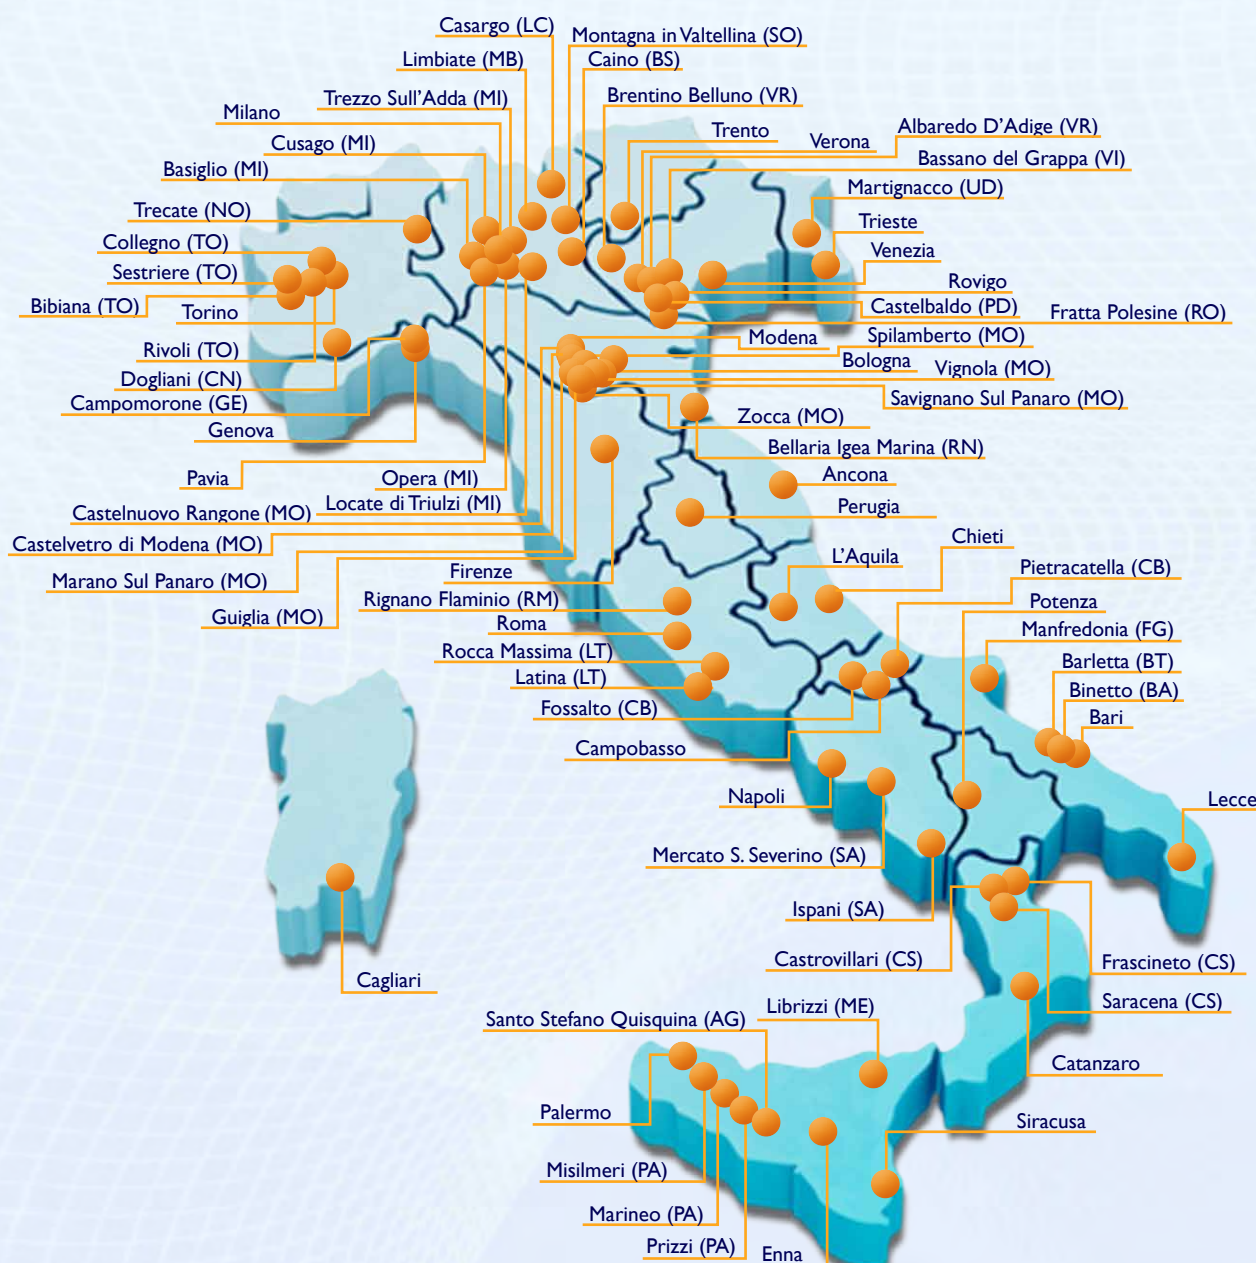 Casargo (LC)
Montagna in Valtellina (SO)
Limbiate (MB)
Caino (BS)
Trezzo Sull'Adda (MI)
Brentino Belluno (VR)
Milano
Trento
Albaredo D'Adige (VR)
Cusago (MI)
Verona
Basiglio (MI)
Bassano del Grappa (VI)
Martignacco (UD)
Trecate (NO)
Trieste
Collegno (TO)
Venezia
Sestriere (TO)
Rovigo
Bibiana (TO)
Castelbaldo (PD)
Torino
Fratta Polesine (RO)
Modena
Spilamberto (MO)
Rivoli (TO)
Bologna
Vignola (MO)
Dogliani (CN)
Savignano Sul Panaro (MO)
Campomorone (GE)
Zocca (MO)
Genova
Bellaria Igea Marina (RN)
Pavia
Opera (MI)
Ancona
Locate di Triulzi (MI)
Perugia
Castelnuovo Rangone (MO)
Castelvetro di Modena (MO)
Chieti
Marano Sul Panaro (MO)
Firenze
L'Aquila
Pietracatella (CB)
Guiglia (MO)
Rignano Flaminio (RM)
Potenza
Roma
Manfredonia (FG)
Rocca Massima (LT)
Barletta (BT)
Latina (LT)
Binetto (BA)
Fossalto (CB)
Bari
Campobasso
Napoli
Lecce
Mercato S. Severino (SA)
Ispani (SA)
Castrovillari (CS)
Frascineto (CS)
Cagliari
Saracena (CS)
Librizzi (ME)
Santo Stefano Quisquina (AG)
Catanzaro
Palermo
Siracusa
Misilmeri (PA)
Marineo (PA)
Prizzi (PA)
Enna